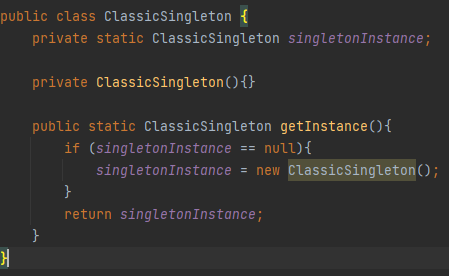 public class ClassicSingleton {
    private static ClassicSingleton singletonInstance;

    private ClassicSingleton(){}

    public static ClassicSingleton getInstance(){
        if (singletonInstance == null){
            singletonInstance = new ClassicSingleton();
        }
        return singletonInstance;
    }
}